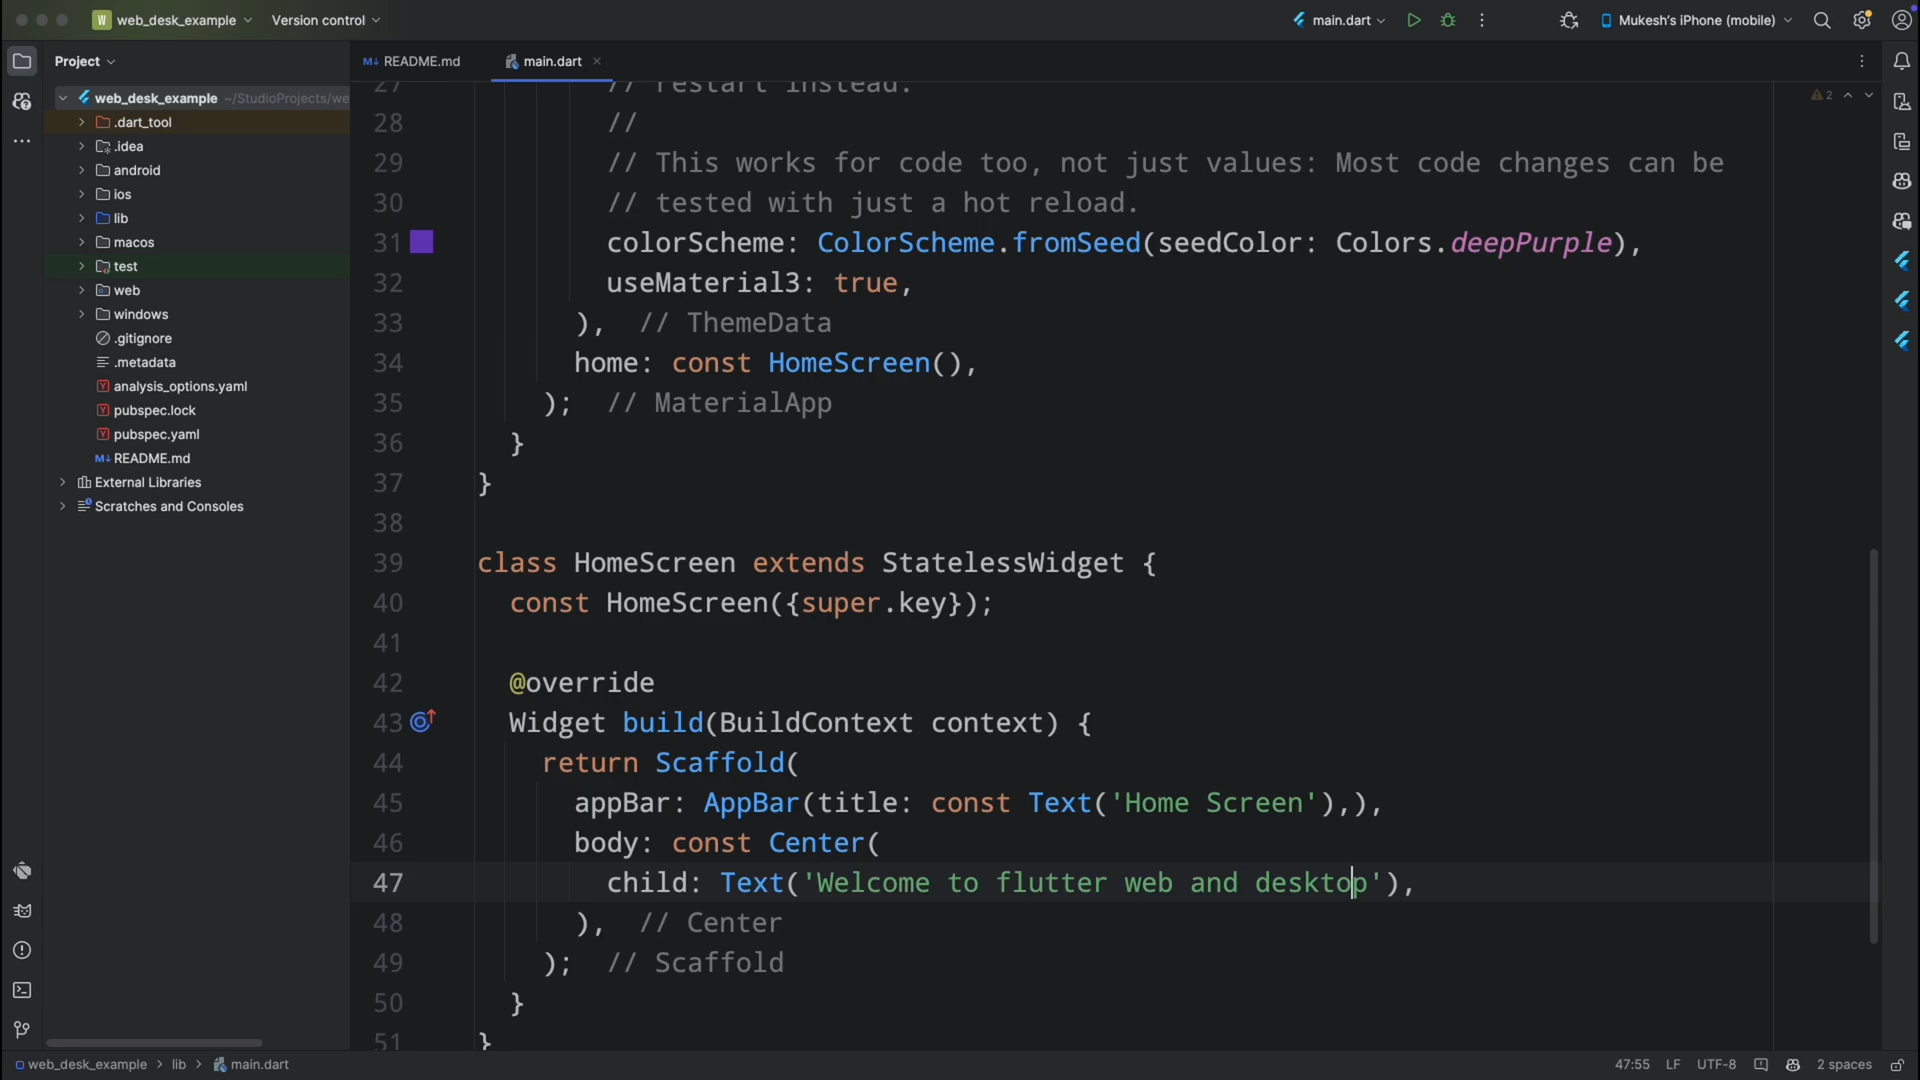 W web_desk_example Version control main.dart Mukesh's iPhone (mobile)
Project
README.md
main.dart
web_desk_example ~/StudioProjects/we
.dart_tool
.idea
android
ios
lib
macos
test
web
windows
.gitignore
.metadata
analysis_options.yaml
pubspec.lock
pubspec.yaml
README.md
External Libraries
Scratches and Consoles
2
27 // restart instead.
28 //
29 // This works for code too, not just values: Most code changes can be
30 // tested with just a hot reload.
31 colorScheme: ColorScheme.fromSeed(seedColor: Colors.deepPurple),
32 useMaterial3: true,
33 ), // ThemeData
34 home: const HomeScreen(),
35 ); // MaterialApp
36 }
37 }
38
39 class HomeScreen extends StatelessWidget {
40 const HomeScreen({super.key});
41
42 @override
43 Widget build(BuildContext context) {
44 return Scaffold(
45 appBar: AppBar(title: const Text('Home Screen'),),
46 body: const Center(
47 child: Text('Welcome to flutter web and desktop'),
48 ), // Center
49 ); // Scaffold
50 }
51 }
web_desk_example > lib > main.dart 47:55 LF UTF-8 2 spaces